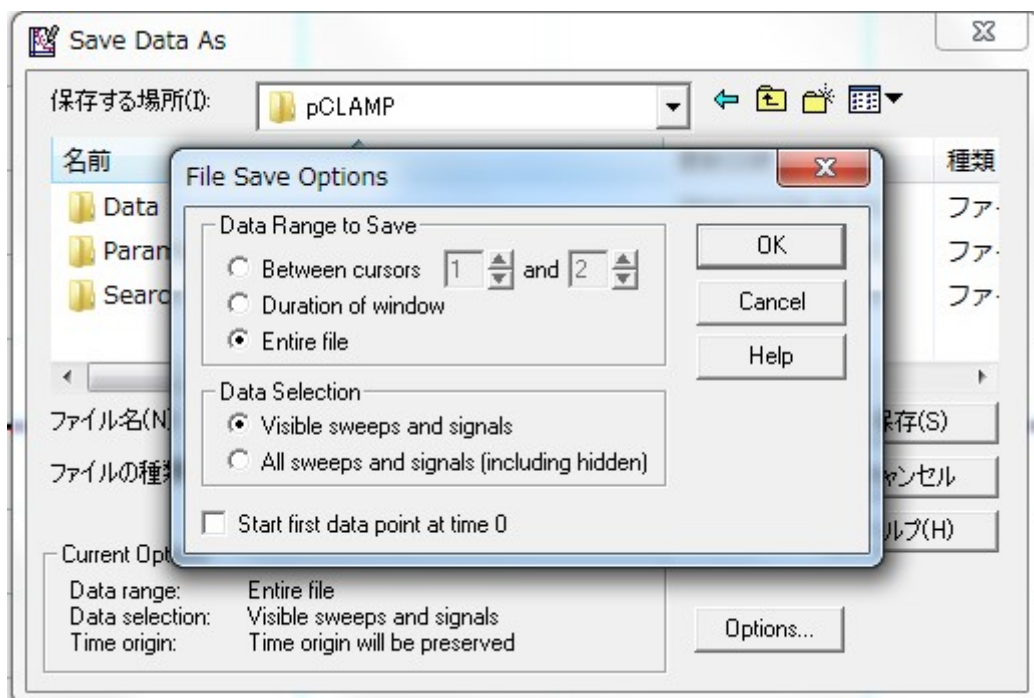 Save Data As
保存する場所(I):
pCLAMP
名前
種類
File Save Options
Data
ファ
Data Range to Save
Between cursors 1 and 2
OK
Duration of window
ファ
Cancel
Entire file
ファ
Help
Data Selection
ファイル名(N
Visible sweeps and signals
存(S)
ファイルの種
All sweeps and signals (including hidden)
ャンセル
Start first data point at time 0
ルプ(H)
Current Opt
Data range: Entire file
Data selection: Visible sweeps and signals
Time origin: Time origin will be preserved
Options...